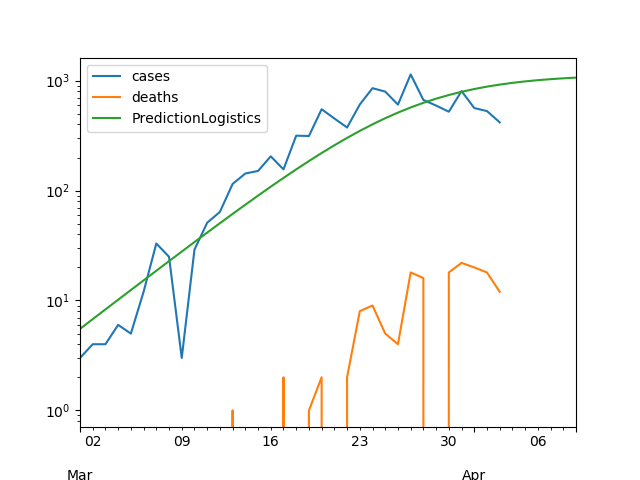 cases
deaths
PredictionLogistics
10³
10²
10¹
10⁰
02 09 16 23 30 06
Mar Apr